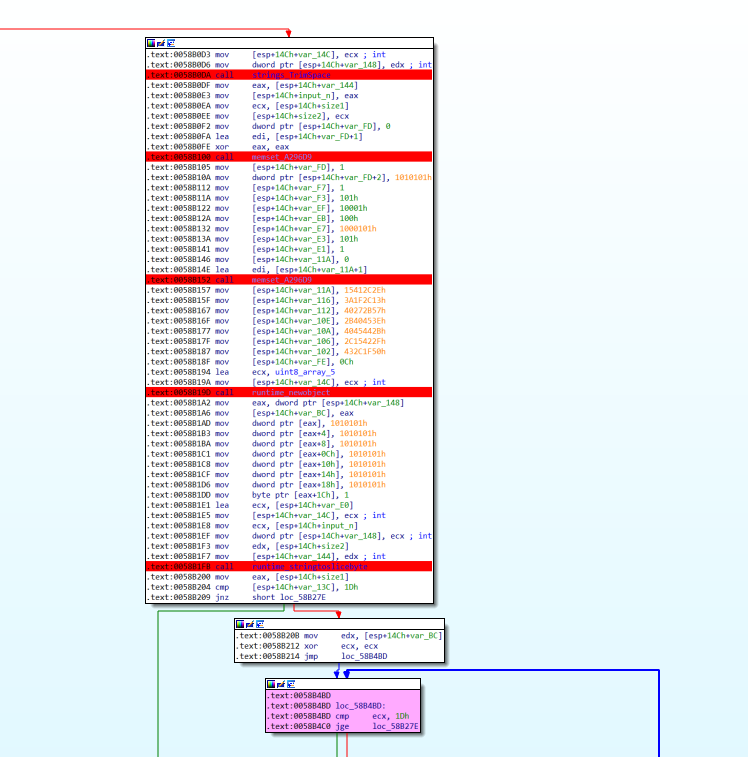 .text:0058B0D3 mov [esp+14Ch+var_14C], ecx ; int
.text:0058B0D6 mov dword ptr [esp+14Ch+var_148], edx ; int
.text:0058B0DA call strings_TrimSpace
.text:0058B0DF mov eax, [esp+14Ch+var_144]
.text:0058B0E3 mov [esp+14Ch+input_n], eax
.text:0058B0EA mov ecx, [esp+14Ch+size1]
.text:0058B0EE mov [esp+14Ch+size2], ecx
.text:0058B0F2 mov dword ptr [esp+14Ch+var_FD], 0
.text:0058B0FA lea edi, [esp+14Ch+var_FD+1]
.text:0058B0FE xor eax, eax
.text:0058B100 call memset_A296D9
.text:0058B105 mov [esp+14Ch+var_FD], 1
.text:0058B10A mov dword ptr [esp+14Ch+var_FD+2], 1010101h
.text:0058B112 mov [esp+14Ch+var_F7], 1
.text:0058B11A mov [esp+14Ch+var_F3], 101h
.text:0058B122 mov [esp+14Ch+var_EF], 10001h
.text:0058B12A mov [esp+14Ch+var_EB], 100h
.text:0058B132 mov [esp+14Ch+var_E7], 1000101h
.text:0058B13A mov [esp+14Ch+var_E3], 101h
.text:0058B141 mov [esp+14Ch+var_E1], 1
.text:0058B146 mov [esp+14Ch+var_11A], 0
.text:0058B14E lea edi, [esp+14Ch+var_11A+1]
.text:0058B152 call memset_A296D9
.text:0058B157 mov [esp+14Ch+var_11A], 15412C2Eh
.text:0058B15F mov [esp+14Ch+var_116], 3A1F2C13h
.text:0058B167 mov [esp+14Ch+var_112], 40272B57h
.text:0058B16F mov [esp+14Ch+var_10E], 2B40453Eh
.text:0058B177 mov [esp+14Ch+var_10A], 4045442Bh
.text:0058B17F mov [esp+14Ch+var_106], 2C15422Fh
.text:0058B187 mov [esp+14Ch+var_102], 432C1F50h
.text:0058B18F mov [esp+14Ch+var_FE], 0Ch
.text:0058B194 lea ecx, uint8_array_5
.text:0058B19A mov [esp+14Ch+var_14C], ecx ; int
.text:0058B19D call runtime_newobject
.text:0058B1A2 mov eax, dword ptr [esp+14Ch+var_148]
.text:0058B1A6 mov [esp+14Ch+var_BC], eax
.text:0058B1AD mov dword ptr [eax], 1010101h
.text:0058B1B3 mov dword ptr [eax+4], 1010101h
.text:0058B1BA mov dword ptr [eax+8], 1010101h
.text:0058B1C1 mov dword ptr [eax+0Ch], 1010101h
.text:0058B1C8 mov dword ptr [eax+10h], 1010101h
.text:0058B1CF mov dword ptr [eax+14h], 1010101h
.text:0058B1D6 mov dword ptr [eax+18h], 1010101h
.text:0058B1DD mov byte ptr [eax+1Ch], 1
.text:0058B1E1 lea ecx, [esp+14Ch+var_E0]
.text:0058B1E5 mov [esp+14Ch+var_14C], ecx ; int
.text:0058B1E8 mov ecx, [esp+14Ch+input_n]
.text:0058B1EF mov dword ptr [esp+14Ch+var_148], ecx ; int
.text:0058B1F3 mov edx, [esp+14Ch+size2]
.text:0058B1F7 mov [esp+14Ch+var_144], edx ; int
.text:0058B1FB call runtime_stringtoslicebyte
.text:0058B200 mov eax, [esp+14Ch+size1]
.text:0058B204 cmp [esp+14Ch+var_13C], 1Dh
.text:0058B209 jnz short loc_58B27E
.text:0058B20B mov edx, [esp+14Ch+var_BC]
.text:0058B212 xor ecx, ecx
.text:0058B214 jmp loc_58B4BD
.text:0058B4BD
.text:0058B4BD loc_58B4BD:
.text:0058B4BD cmp ecx, 1Dh
.text:0058B4C0 jge loc_58B27E